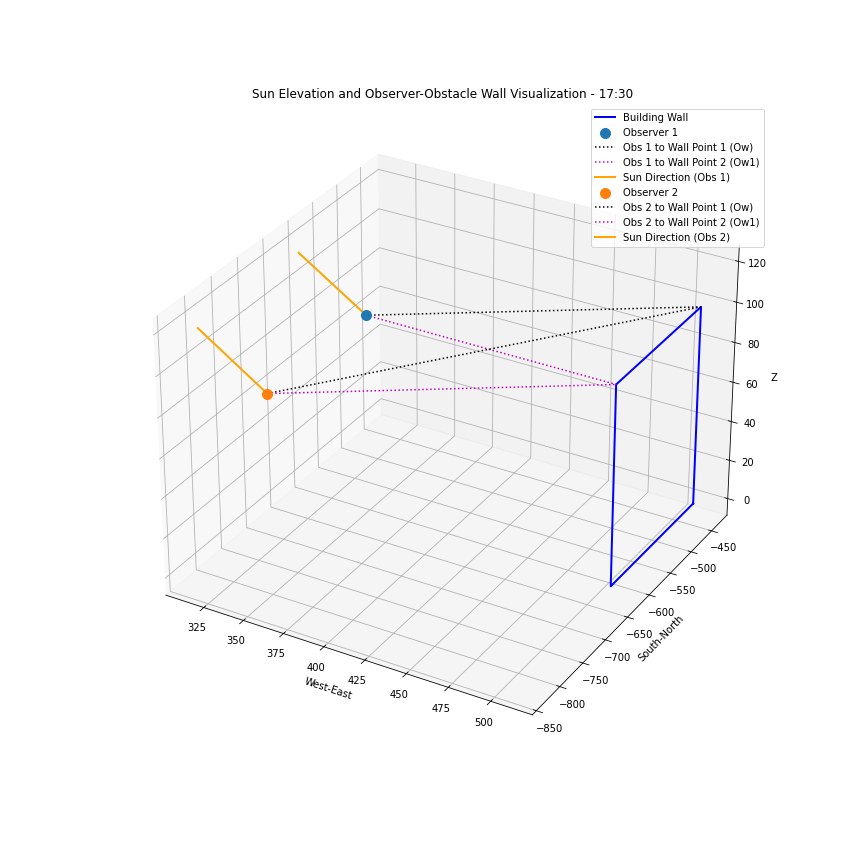 Sun Elevation and Observer-Obstacle Wall Visualization - 17:30
Building Wall
Observer 1
Obs 1 to Wall Point 1 (Ow)
Obs 1 to Wall Point 2 (Ow1)
Sun Direction (Obs 1)
Observer 2
Obs 2 to Wall Point 1 (Ow)
Obs 2 to Wall Point 2 (Ow1)
Sun Direction (Obs 2)
120
100
80
60
40
20
0
Z
−450
−500
−550
−600
−650
−700
−750
−800
−850
South-North
325
350
375
400
425
450
475
500
West-East